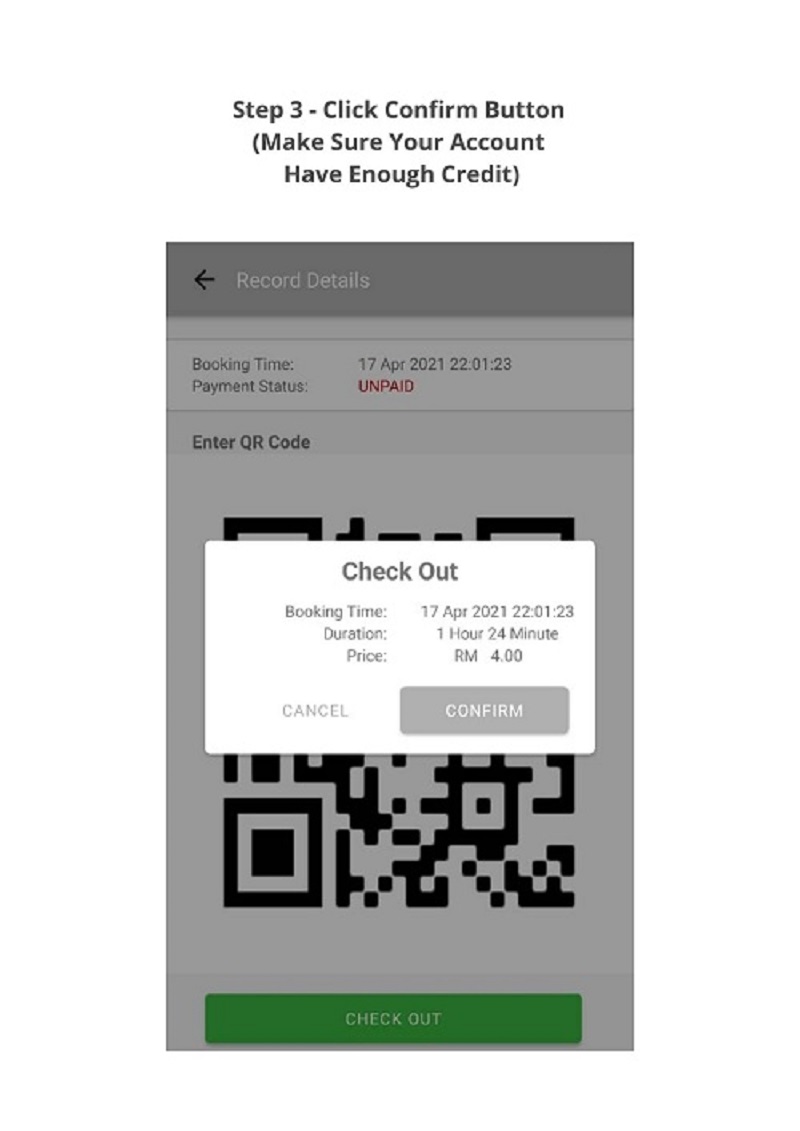 Step 3 - Click Confirm Button
(Make Sure Your Account
Have Enough Credit)
Record Details
Booking Time: 17 Apr 2021 22:01:23
Payment Status: UNPAID
Enter QR Code
Check Out
Booking Time: 17 Apr 2021 22:01:23
Duration: 1 Hour 24 Minute
Price: RM 4.00
CANCEL CONFIRM
CHECK OUT